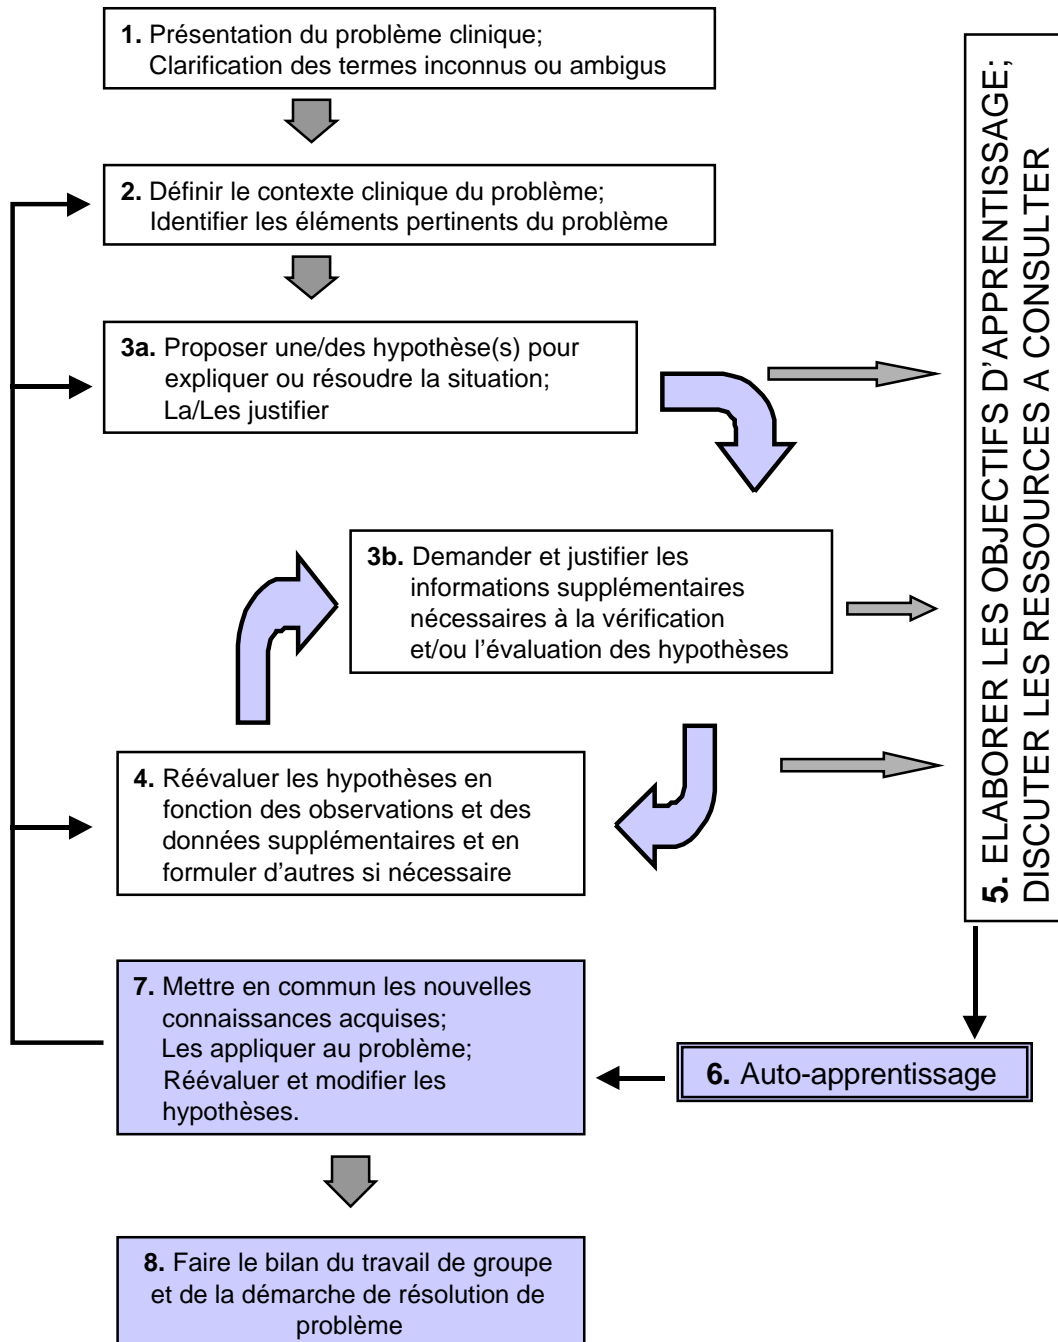 1. Présentation du problème clinique;
Clarification des termes inconnus ou ambigus
2. Définir le contexte clinique du problème;
Identifier les éléments pertinents du problème
3a. Proposer une/des hypothèse(s) pour
expliquer ou résoudre la situation;
La/Les justifier
3b. Demander et justifier les
informations supplémentaires
nécessaires à la vérification
et/ou l'évaluation des hypothèses
4. Réévaluer les hypothèses en
fonction des observations et des
données supplémentaires et en
formuler d'autres si nécessaire
5. ELABORER LES OBJECTIFS D'APPRENTISSAGE;
DISCUTER LES RESSOURCES A CONSULTER
6. Auto-apprentissage
7. Mettre en commun les nouvelles
connaissances acquises;
Les appliquer au problème;
Réévaluer et modifier les
hypothèses.
8. Faire le bilan du travail de groupe
et de la démarche de résolution de
problème